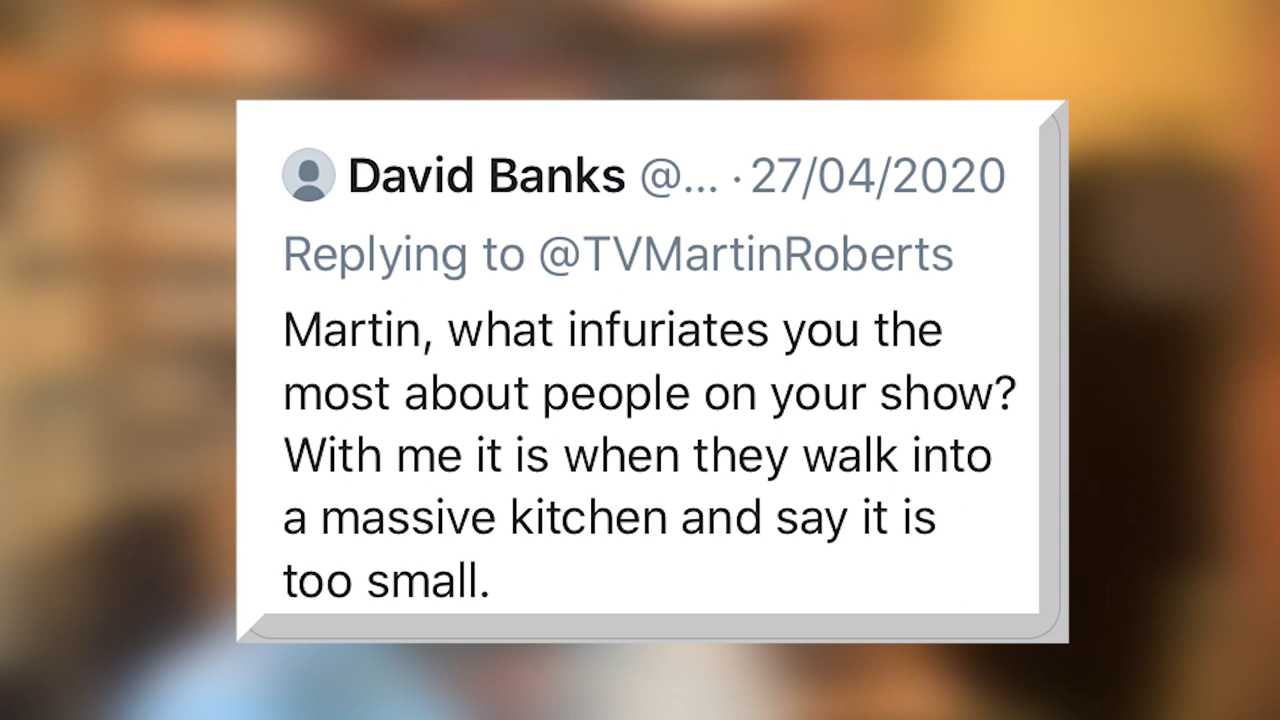 David Banks @... · 27/04/2020
Replying to @TVMartinRoberts
Martin, what infuriates you the
most about people on your show?
With me it is when they walk into
a massive kitchen and say it is
too small.